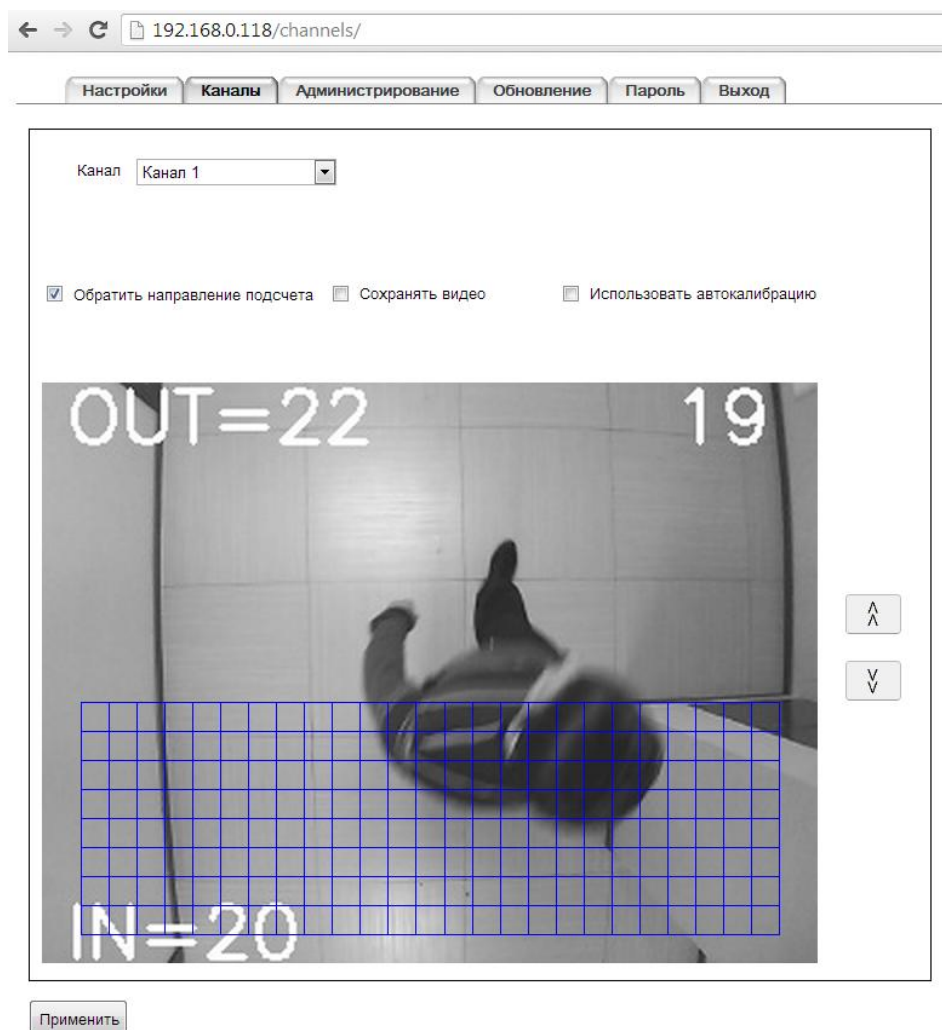 192.168.0.118/channels/
Настройки Каналы Администрирование Обновление Пароль Выход
Канал Канал 1
Обратить направление подсчета Сохранять видео Использовать автокалибрацию
OUT=22 19
IN=20
Применить